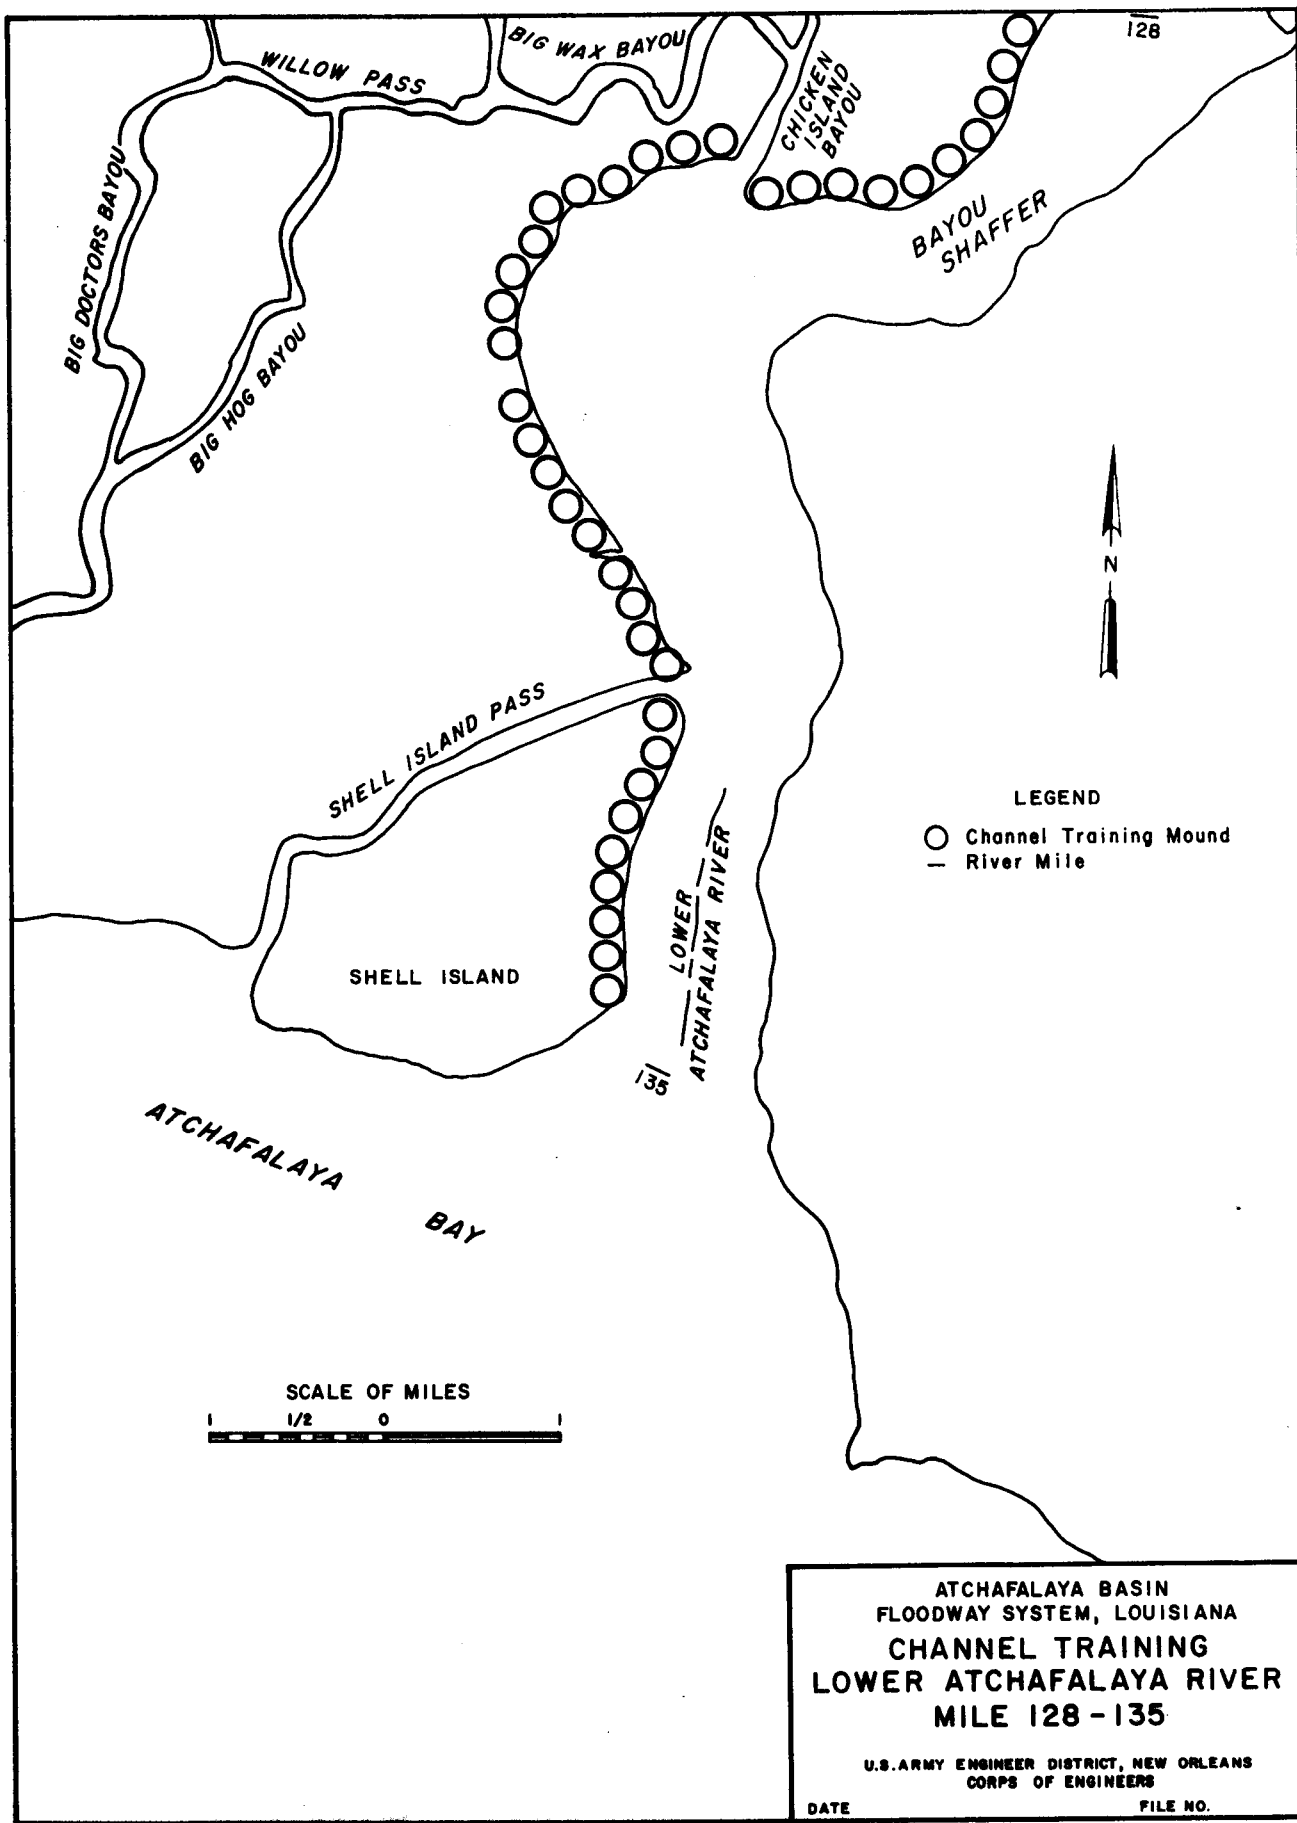 128
BIG WAX BAYOU
WILLOW PASS
CHICKEN
ISLAND
BAYOU
BIG DOCTORS BAYOU
BAYOU
SHAFFER
BIG HOG BAYOU
N
SHELL ISLAND PASS
LEGEND
Channel Training Mound
River Mile
LOWER
ATCHAFALAYA RIVER
SHELL ISLAND
135
ATCHAFALAYA
BAY
SCALE OF MILES
1 1/2 0 1
ATCHAFALAYA BASIN
FLOODWAY SYSTEM, LOUISIANA
CHANNEL TRAINING
LOWER ATCHAFALAYA RIVER
MILE 128-135
U.S. ARMY ENGINEER DISTRICT, NEW ORLEANS
CORPS OF ENGINEERS
DATE FILE NO.